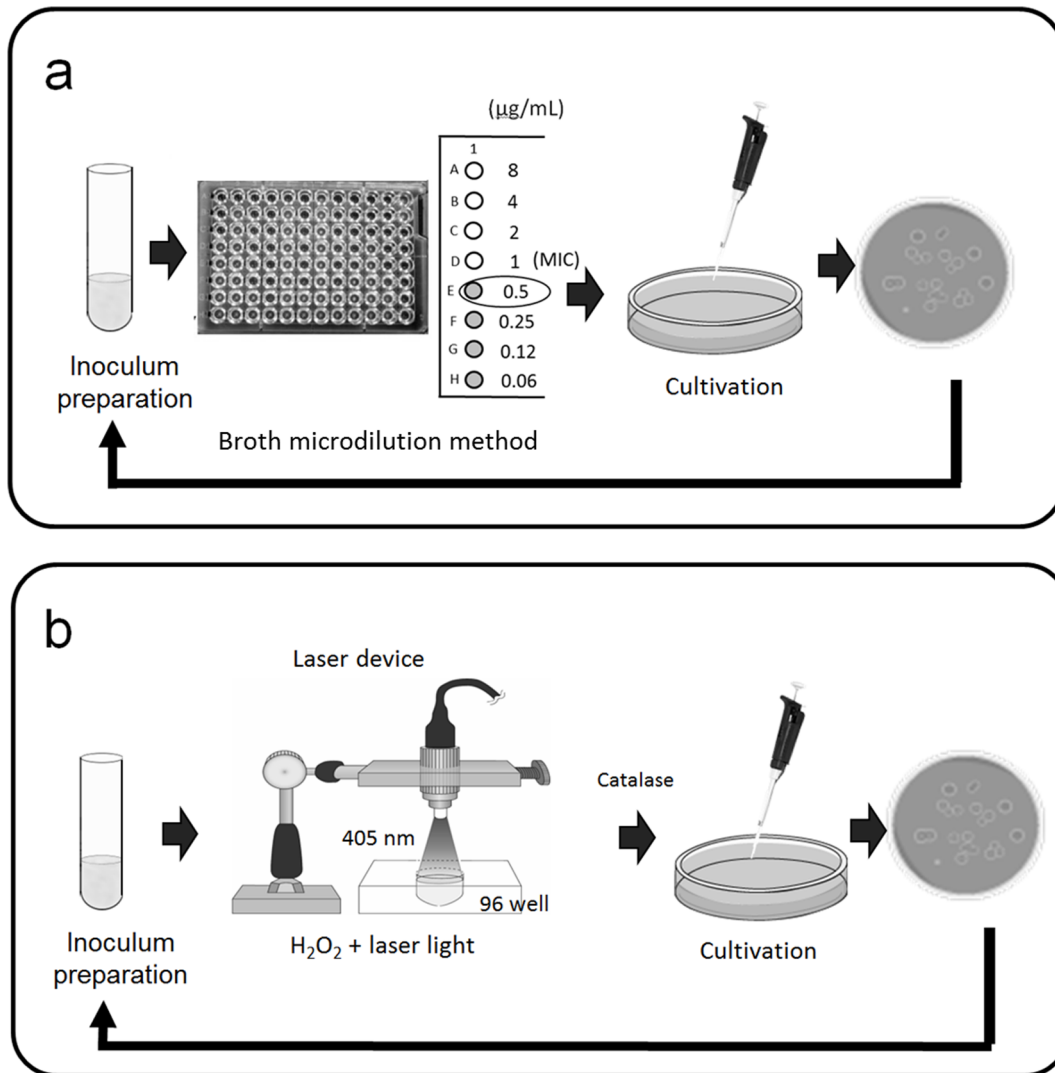 a
(µg/mL)
1
A 8
B 4
C 2
D 1 (MIC)
E 0.5
F 0.25
G 0.12
H 0.06
Inoculum
preparation
Cultivation
Broth microdilution method
b
Laser device
Catalase
405 nm
96 well
H₂O₂ + laser light
Inoculum
preparation
Cultivation